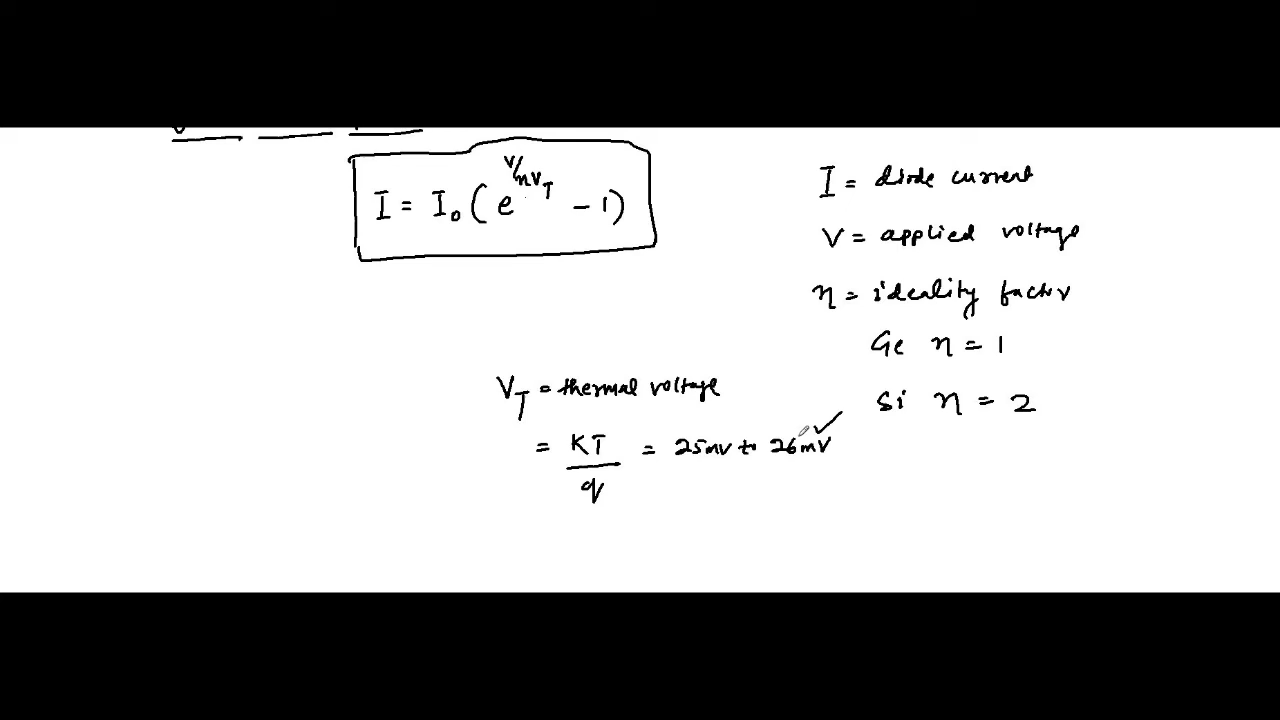 I = I₀ ( e^(V/ηV_T) - 1 )
I = diode current
V = applied voltage
η = ideality factor
Ge η = 1
Si η = 2
V_T = thermal voltage
= KT/q = 25mv to 26mV ✓